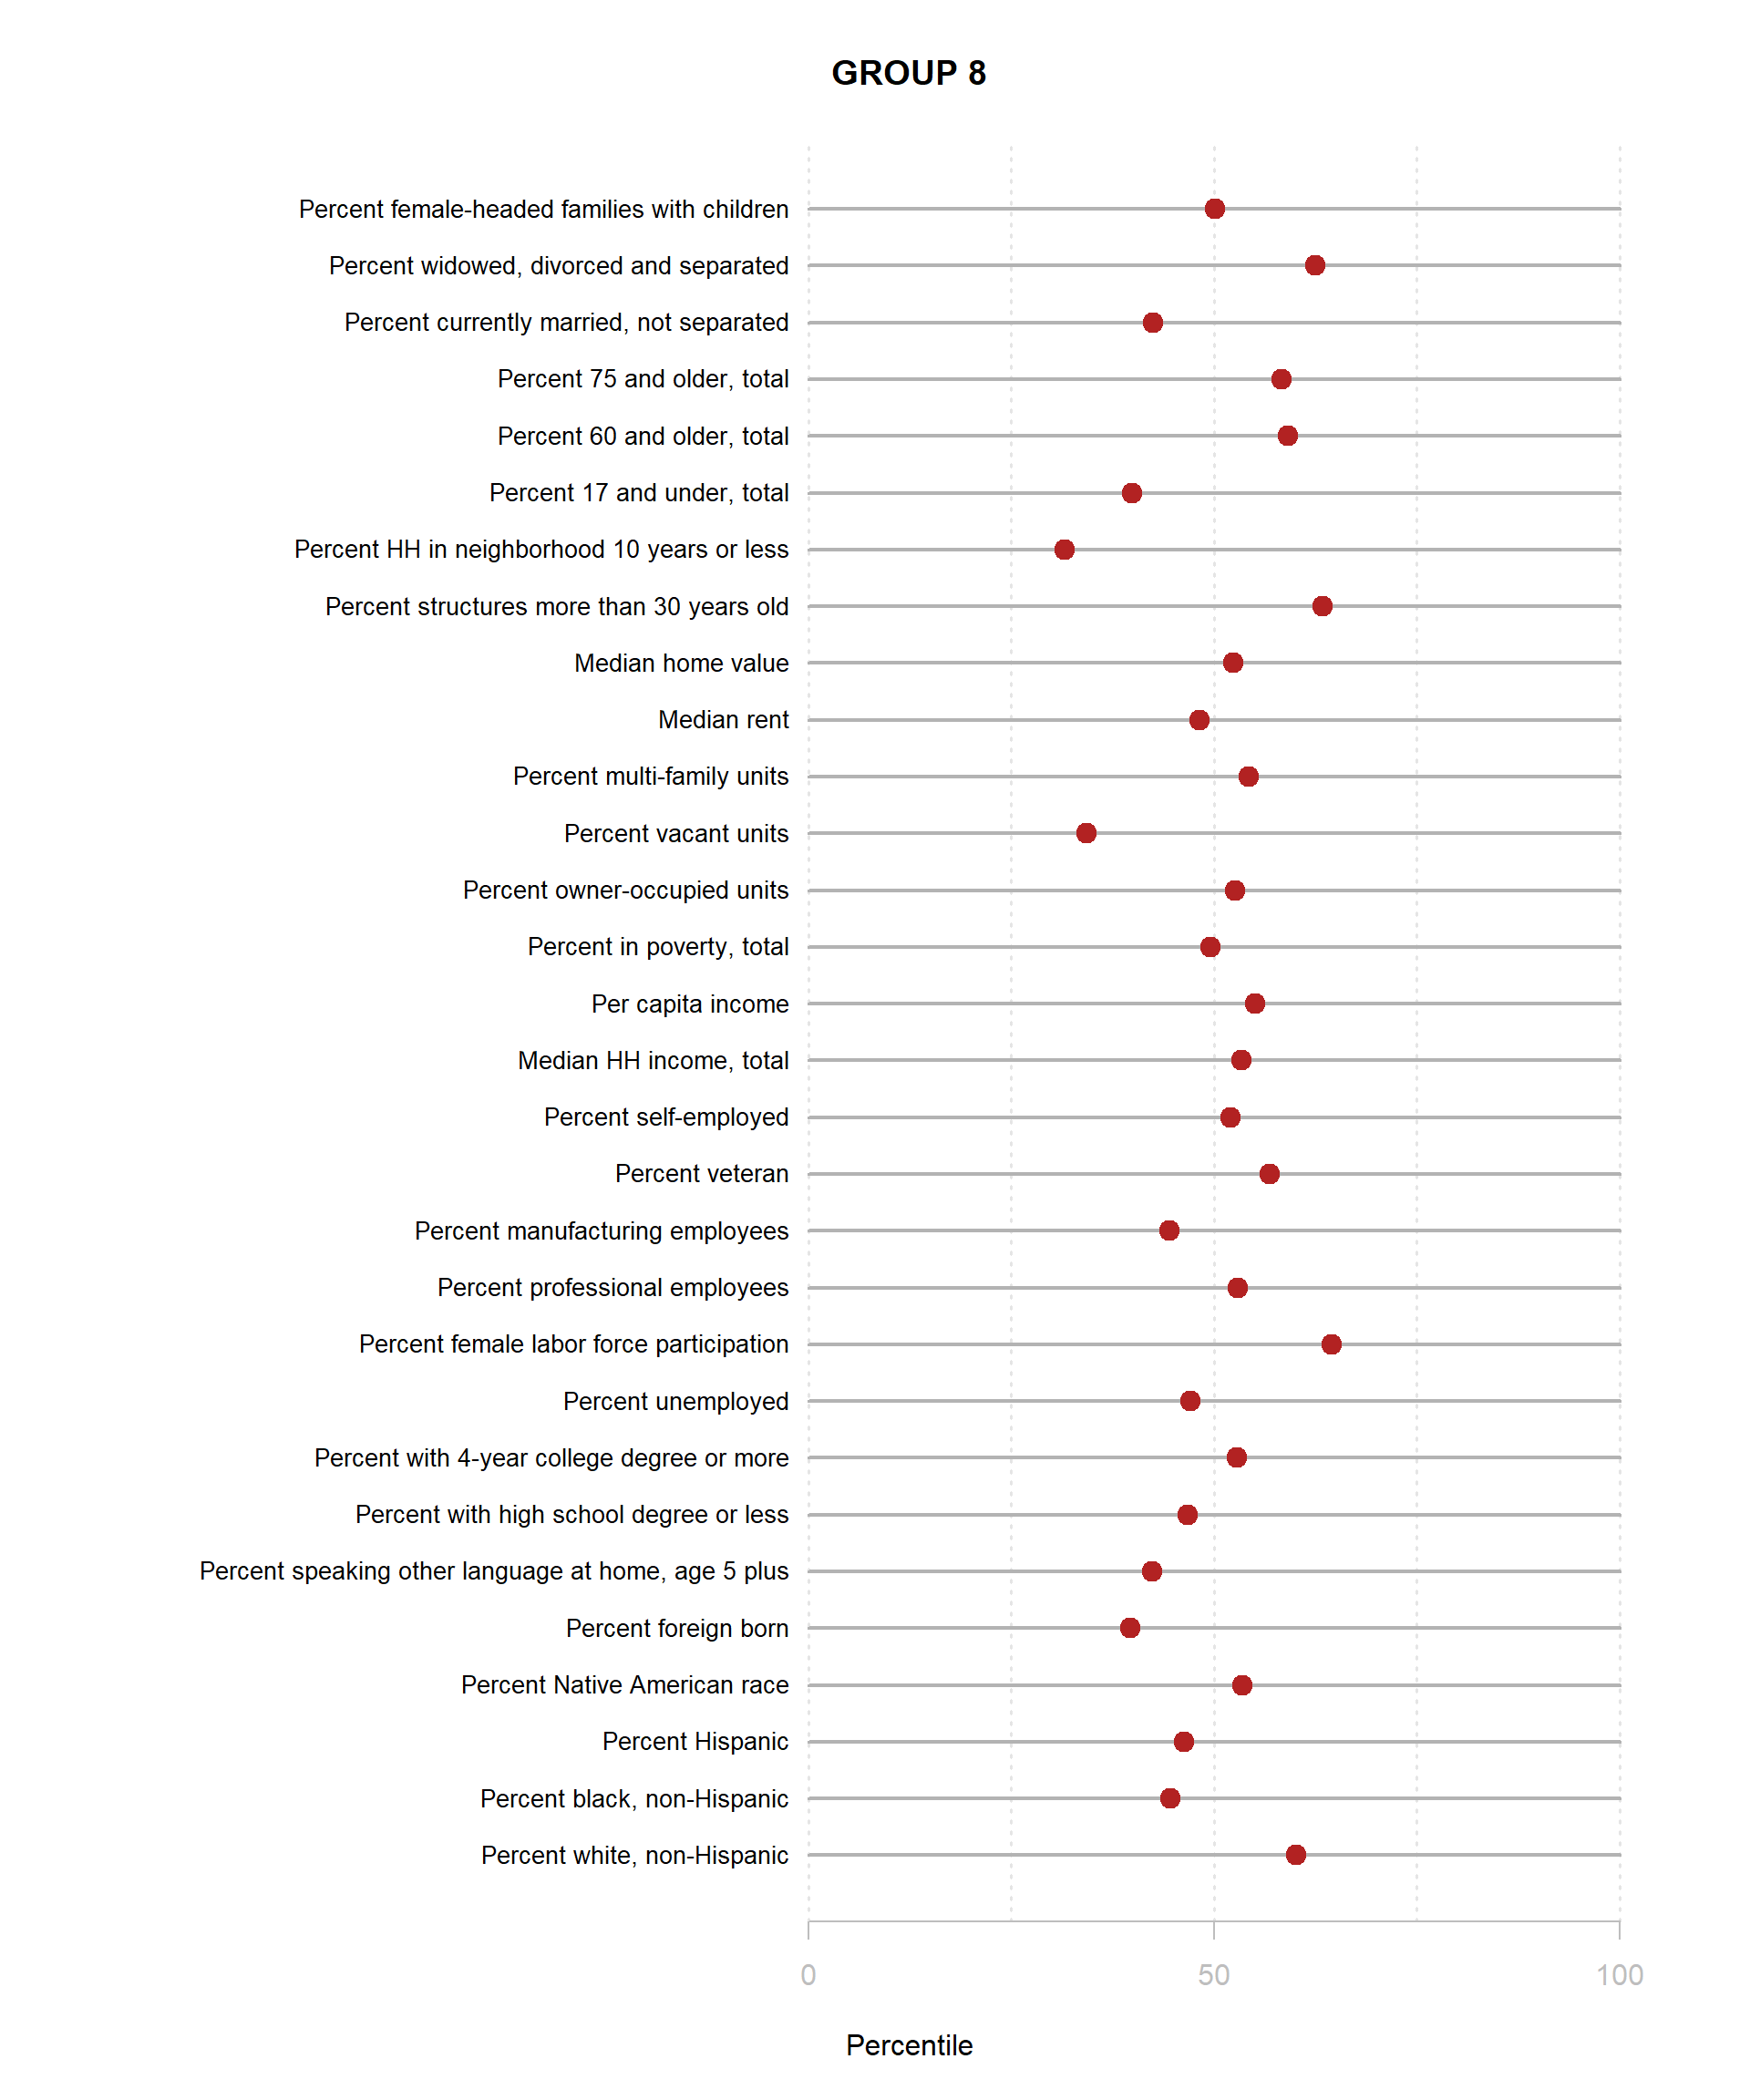 GROUP 8
Percent female-headed families with children
Percent widowed, divorced and separated
Percent currently married, not separated
Percent 75 and older, total
Percent 60 and older, total
Percent 17 and under, total
Percent HH in neighborhood 10 years or less
Percent structures more than 30 years old
Median home value
Median rent
Percent multi-family units
Percent vacant units
Percent owner-occupied units
Percent in poverty, total
Per capita income
Median HH income, total
Percent self-employed
Percent veteran
Percent manufacturing employees
Percent professional employees
Percent female labor force participation
Percent unemployed
Percent with 4-year college degree or more
Percent with high school degree or less
Percent speaking other language at home, age 5 plus
Percent foreign born
Percent Native American race
Percent Hispanic
Percent black, non-Hispanic
Percent white, non-Hispanic
0 50 100
Percentile